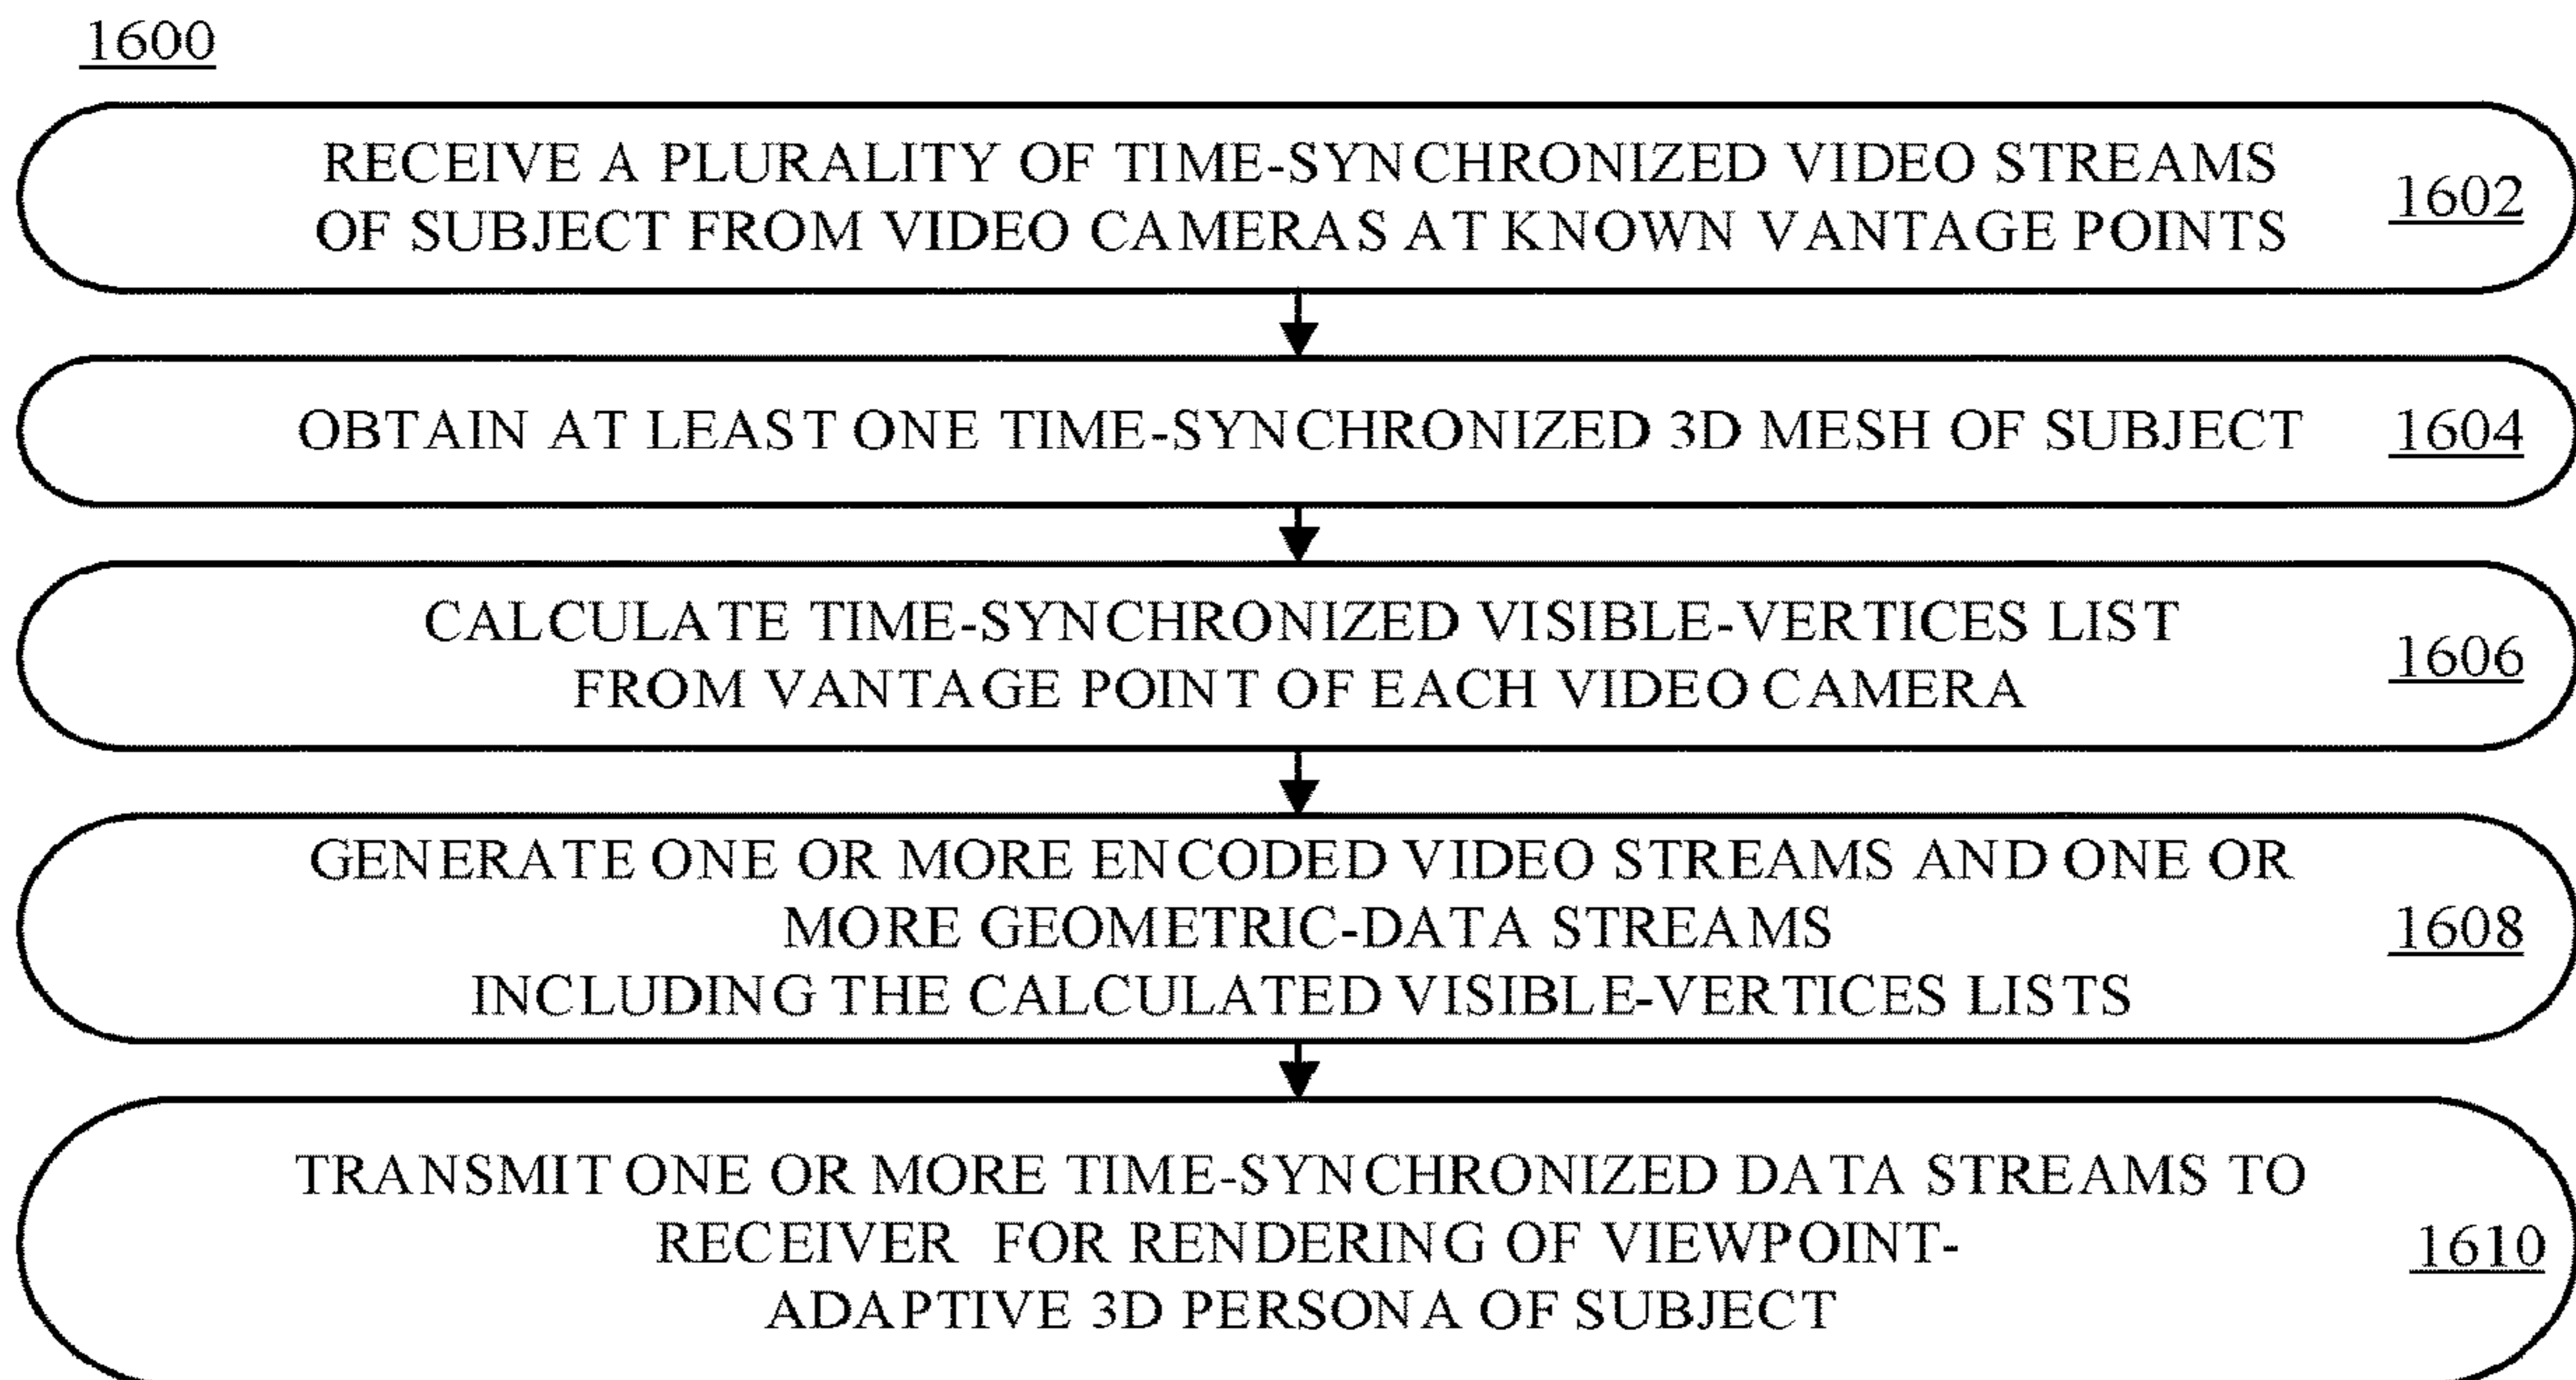 1600
RECEIVE A PLURALITY OF TIME-SYNCHRONIZED VIDEO STREAMS
OF SUBJECT FROM VIDEO CAMERAS AT KNOWN VANTAGE POINTS
1602
OBTAIN AT LEAST ONE TIME-SYNCHRONIZED 3D MESH OF SUBJECT
1604
CALCULATE TIME-SYNCHRONIZED VISIBLE-VERTICES LIST
FROM VANTAGE POINT OF EACH VIDEO CAMERA
1606
GENERATE ONE OR MORE ENCODED VIDEO STREAMS AND ONE OR
MORE GEOMETRIC-DATA STREAMS
INCLUDING THE CALCULATED VISIBLE-VERTICES LISTS
1608
TRANSMIT ONE OR MORE TIME-SYNCHRONIZED DATA STREAMS TO
RECEIVER FOR RENDERING OF VIEWPOINT-
ADAPTIVE 3D PERSONA OF SUBJECT
1610